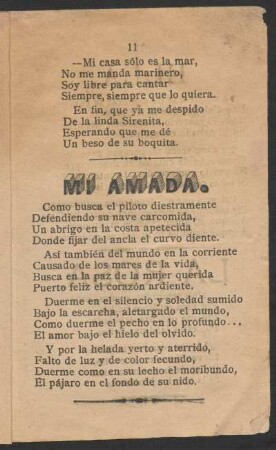 11
—Mi casa sólo es la mar,
No me manda marinero,
Soy libre para cantar
Siempre, siempre que lo quiera.
En fin, que ya me despido
De la linda Sirenita,
Esperando que me dé
Un beso de su boquita.
MI AMADA.
Como busca el piloto diestramente
Defendiendo su nave carcomida,
Un abrigo en la costa apetecida
Donde fijar del ancla el curvo diente.
Así también del mundo en la corriente
Causado de los mares de la vida,
Busca en la paz de la mujer querida
Puerto feliz el corazón ardiente.
Duerme en el silencio y soledad sumido
Bajo la escarcha, aletargado el mundo,
Como duerme el pecho en lo profundo...
El amor bajo el hielo del olvido.
Y por la helada yerto y aterrido,
Falto de luz y de color fecundo,
Duerme como en su lecho el moribundo,
El pájaro en el fondo de su nido.